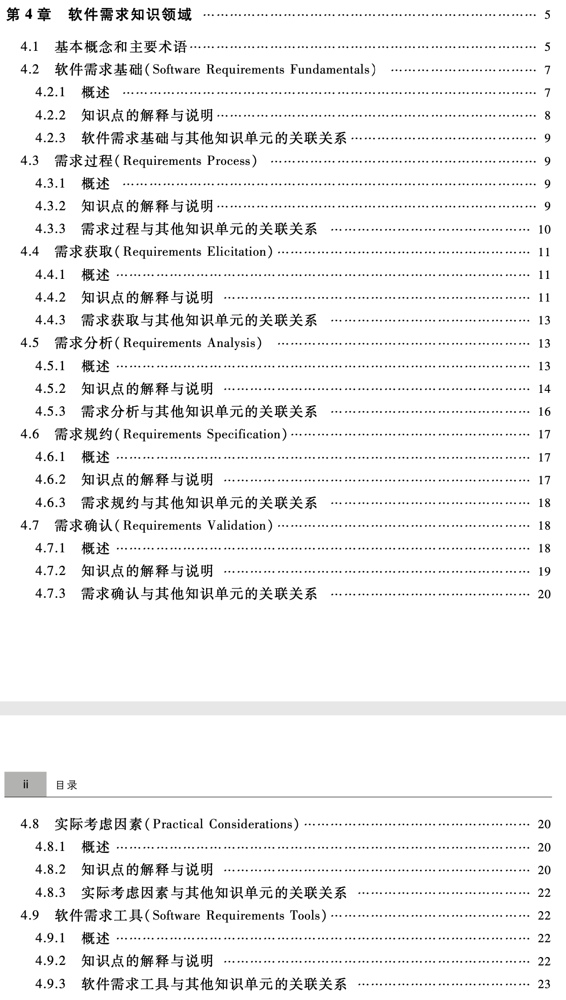 第 4 章 软件需求知识领域 …………………………………………………………………… 5
4.1 基本概念和主要术语 …………………………………………………………………… 5
4.2 软件需求基础(Software Requirements Fundamentals) …………………………… 7
4.2.1 概述 …………………………………………………………………………………… 7
4.2.2 知识点的解释与说明 ………………………………………………………………… 8
4.2.3 软件需求基础与其他知识单元的关联关系 ……………………………………… 9
4.3 需求过程(Requirements Process) …………………………………………………… 9
4.3.1 概述 …………………………………………………………………………………… 9
4.3.2 知识点的解释与说明 ………………………………………………………………… 9
4.3.3 需求过程与其他知识单元的关联关系 ………………………………………… 10
4.4 需求获取(Requirements Elicitation) ………………………………………………… 11
4.4.1 概述 …………………………………………………………………………………… 11
4.4.2 知识点的解释与说明 ……………………………………………………………… 11
4.4.3 需求获取与其他知识单元的关联关系 ………………………………………… 13
4.5 需求分析(Requirements Analysis) ………………………………………………… 13
4.5.1 概述 …………………………………………………………………………………… 13
4.5.2 知识点的解释与说明 ……………………………………………………………… 14
4.5.3 需求分析与其他知识单元的关联关系 ………………………………………… 16
4.6 需求规约(Requirements Specification) ……………………………………………… 17
4.6.1 概述 …………………………………………………………………………………… 17
4.6.2 知识点的解释与说明 ……………………………………………………………… 17
4.6.3 需求规约与其他知识单元的关联关系 ………………………………………… 18
4.7 需求确认(Requirements Validation) ………………………………………………… 18
4.7.1 概述 …………………………………………………………………………………… 18
4.7.2 知识点的解释与说明 ……………………………………………………………… 19
4.7.3 需求确认与其他知识单元的关联关系 ………………………………………… 20
ii 目录
4.8 实际考虑因素(Practical Considerations) …………………………………………… 20
4.8.1 概述 …………………………………………………………………………………… 20
4.8.2 知识点的解释与说明 ……………………………………………………………… 20
4.8.3 实际考虑因素与其他知识单元的关联关系 …………………………………… 22
4.9 软件需求工具(Software Requirements Tools) ……………………………………… 22
4.9.1 概述 …………………………………………………………………………………… 22
4.9.2 知识点的解释与说明 ……………………………………………………………… 22
4.9.3 软件需求工具与其他知识单元的关联关系 …………………………………… 23